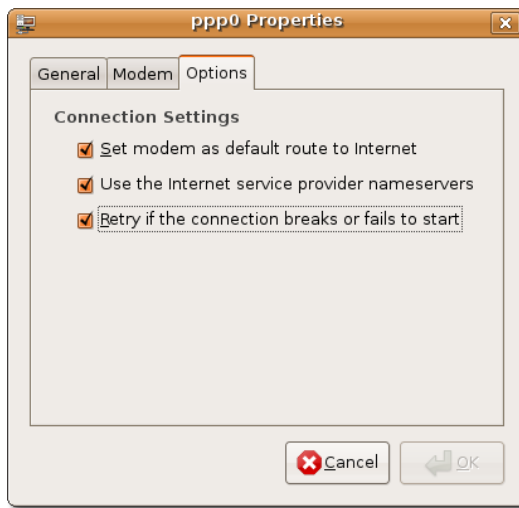 ppp0 Properties
General Modem Options
Connection Settings
Set modem as default route to Internet
Use the Internet service provider nameservers
Retry if the connection breaks or fails to start
Cancel OK